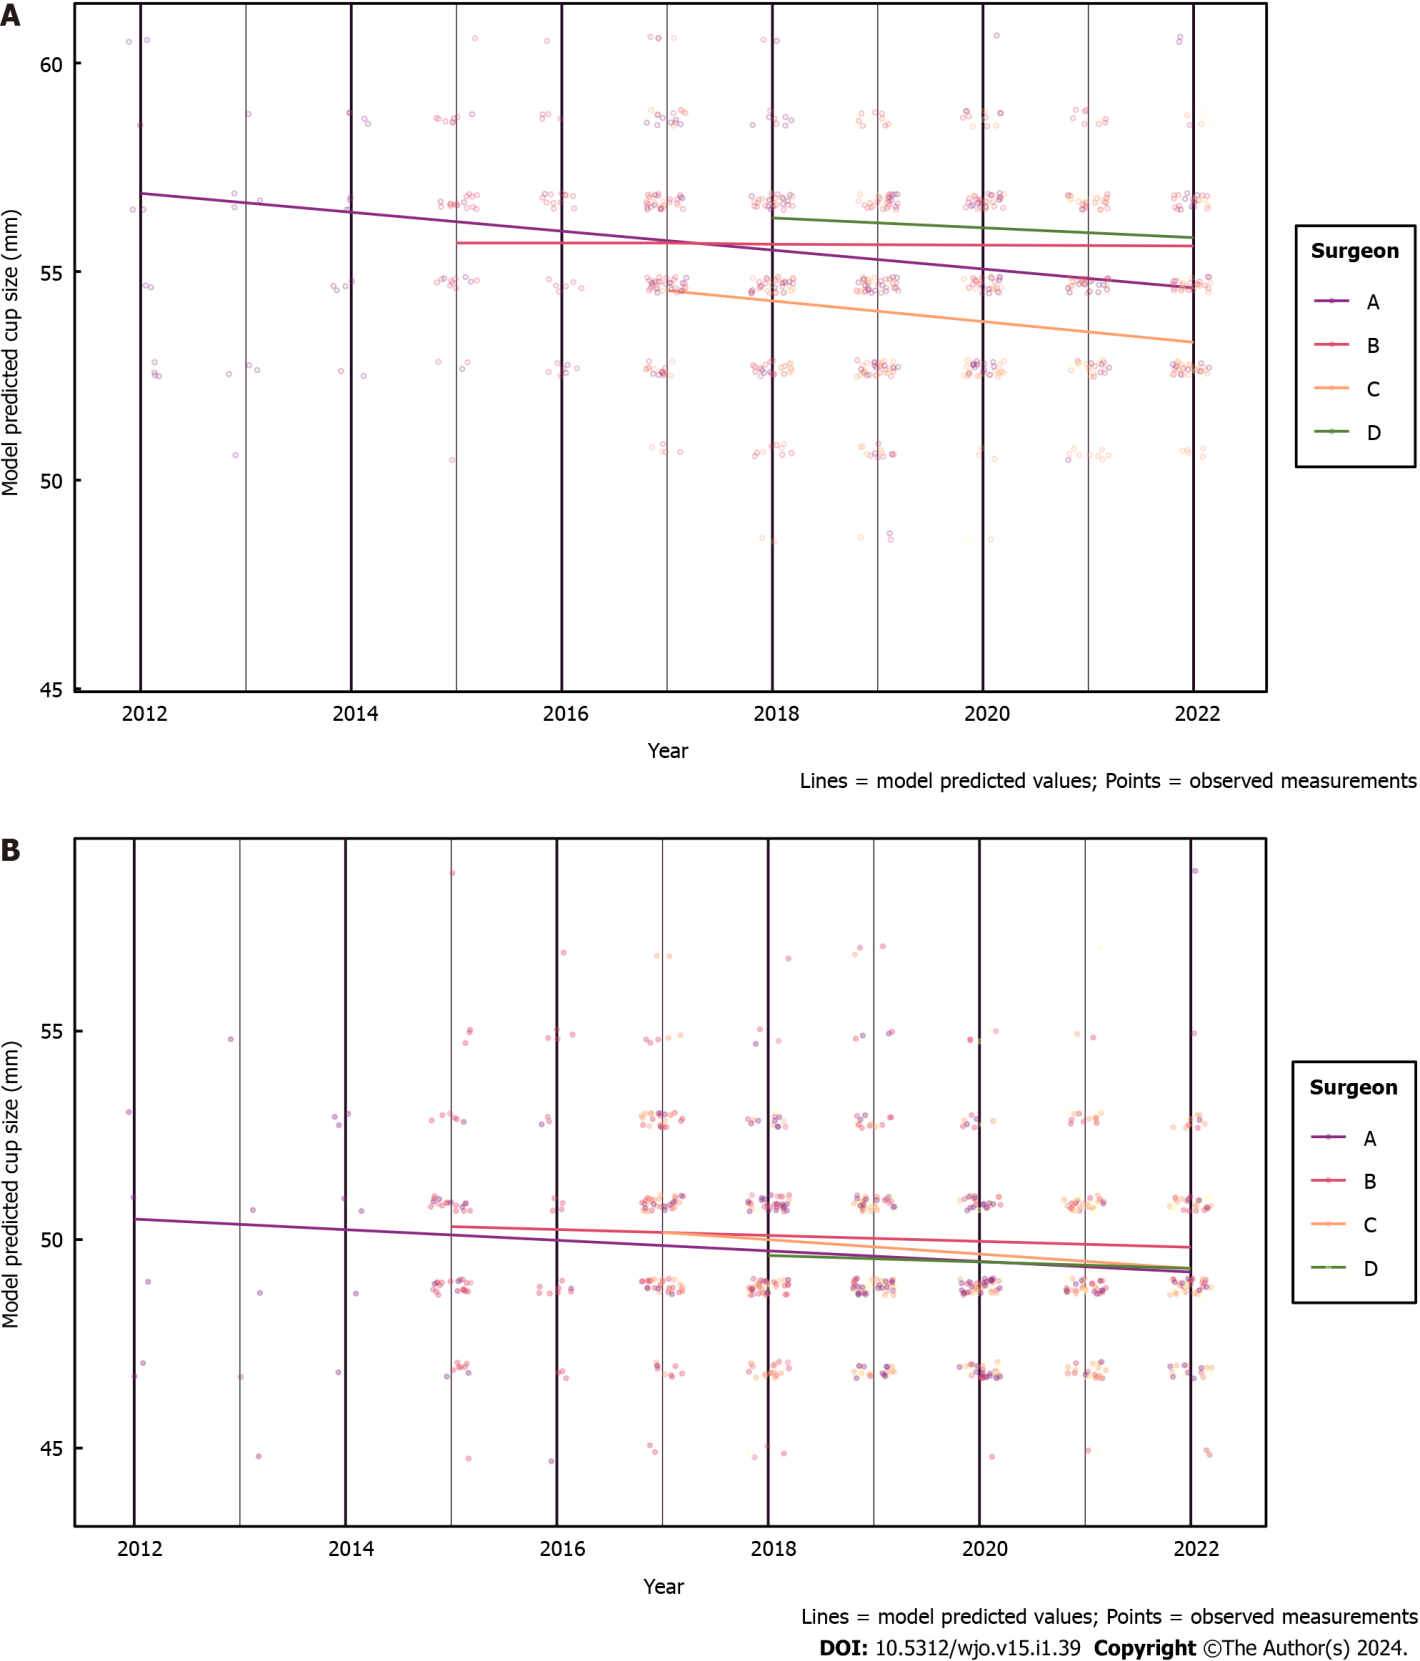 A
Model predicted cup size (mm)
60
55
50
45
2012 2014 2016 2018 2020 2022
Year
Surgeon
A
B
C
D
Lines = model predicted values; Points = observed measurements
B
Model predicted cup size (mm)
55
50
45
2012 2014 2016 2018 2020 2022
Year
Surgeon
A
B
C
D
Lines = model predicted values; Points = observed measurements
DOI: 10.5312/wjo.v15.i1.39 Copyright ©The Author(s) 2024.